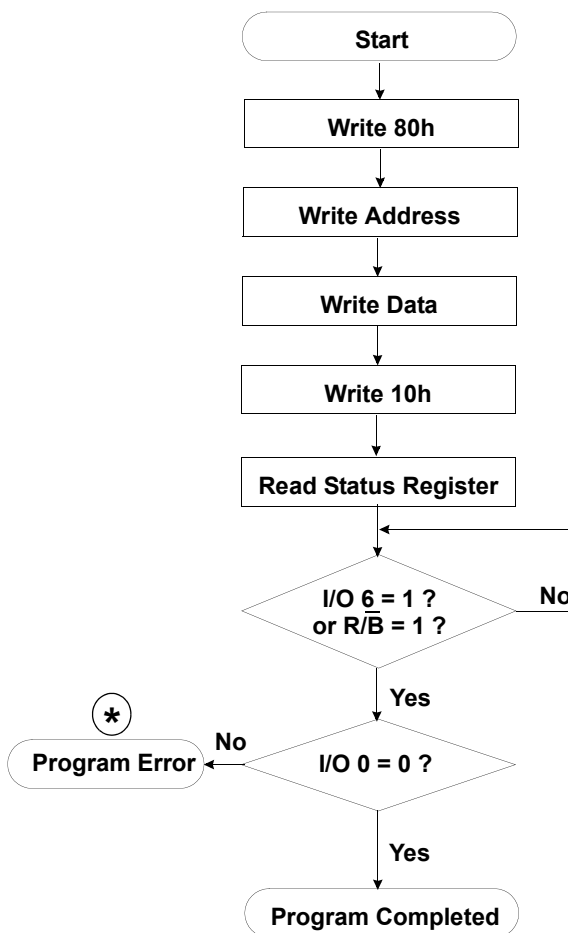 Start
Write 80h
Write Address
Write Data
Write 10h
Read Status Register
I/O 6 = 1 ?
or R/B̅ = 1 ?
No
Yes
*
No
Program Error
I/O 0 = 0 ?
Yes
Program Completed